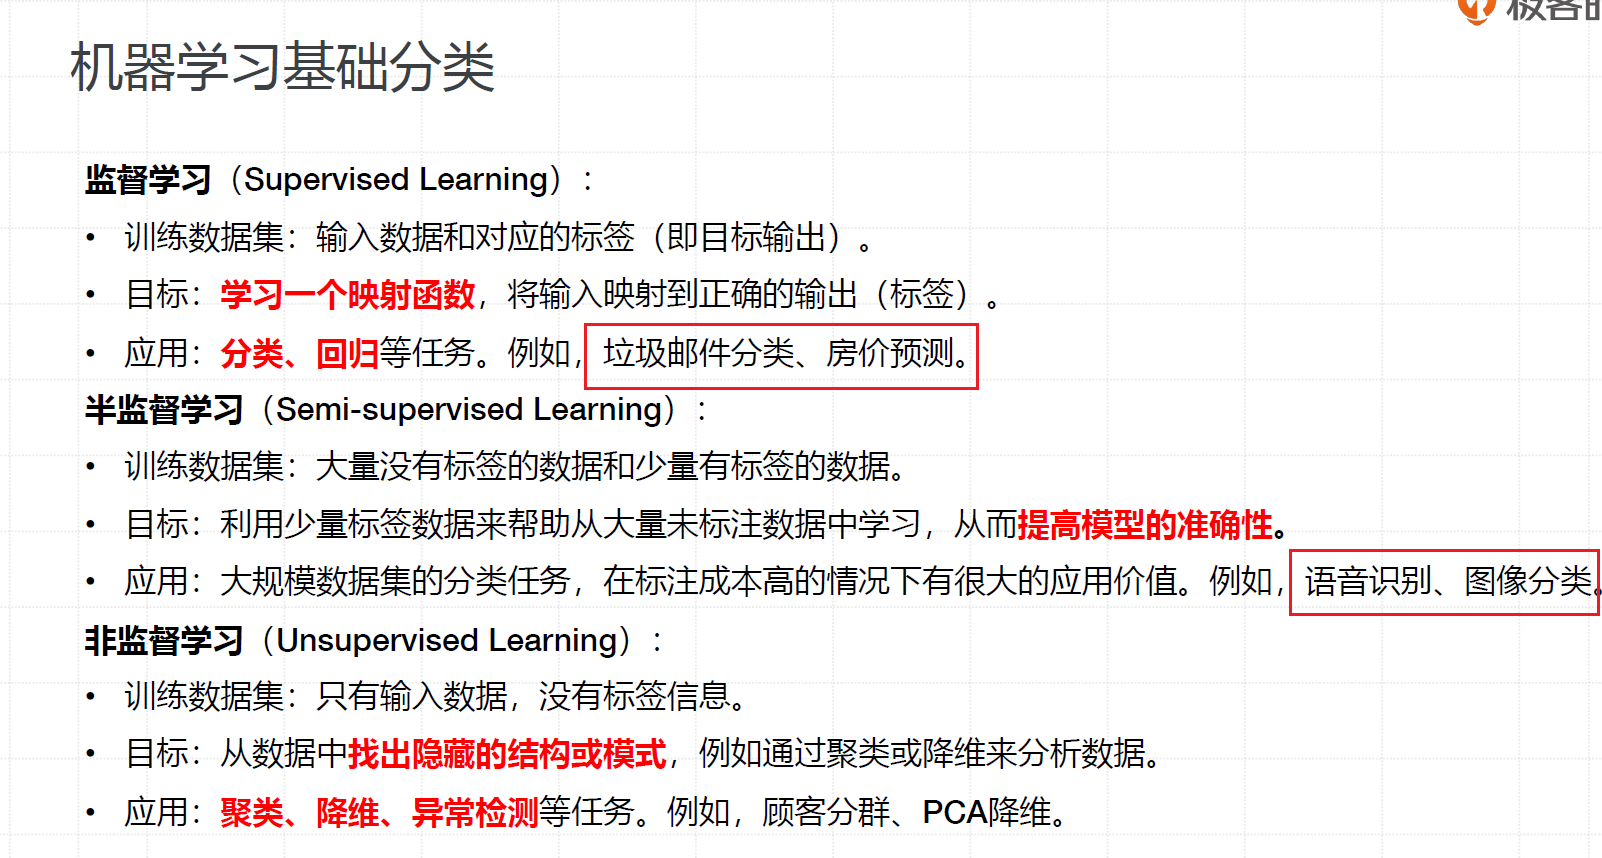 极客时
机器学习基础分类
监督学习（Supervised Learning）：
• 训练数据集：输入数据和对应的标签（即目标输出）。
• 目标：学习一个映射函数，将输入映射到正确的输出（标签）。
• 应用：分类、回归等任务。例如，垃圾邮件分类、房价预测。
半监督学习（Semi-supervised Learning）：
• 训练数据集：大量没有标签的数据和少量有标签的数据。
• 目标：利用少量标签数据来帮助从大量未标注数据中学习，从而提高模型的准确性。
• 应用：大规模数据集的分类任务，在标注成本高的情况下有很大的应用价值。例如，语音识别、图像分类。
非监督学习（Unsupervised Learning）：
• 训练数据集：只有输入数据，没有标签信息。
• 目标：从数据中找出隐藏的结构或模式，例如通过聚类或降维来分析数据。
• 应用：聚类、降维、异常检测等任务。例如，顾客分群、PCA降维。